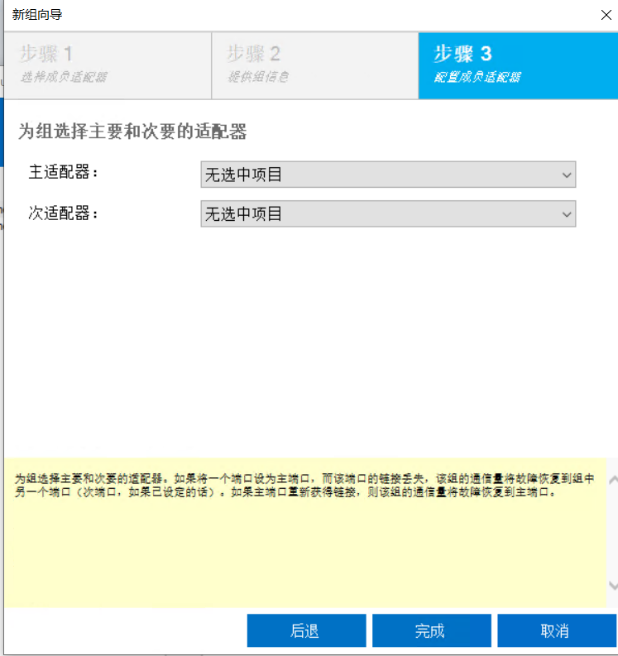 新组向导
步骤 1
选择成员适配器
步骤 2
提供组信息
步骤 3
配置成员适配器
为组选择主要和次要的适配器
主适配器：
无选中项目
次适配器：
无选中项目
为组选择主要和次要的适配器。如果将一个端口设为主端口，而该端口的链接丢失，该组的通信量将故障恢复到组中
另一个端口（次端口，如果已设定的话）。如果主端口重新获得链接，则该组的通信量将故障恢复到主端口。
后退
完成
取消